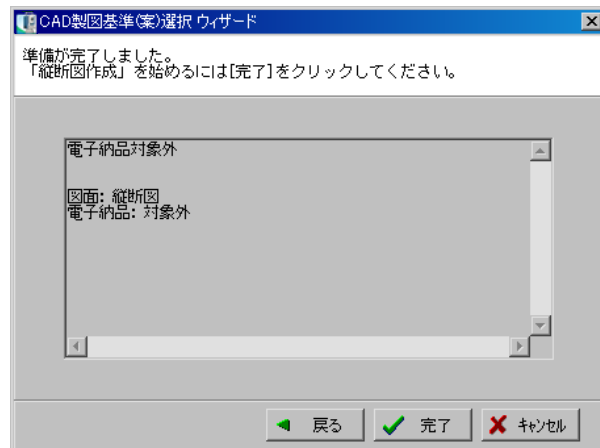 CAD製図基準(案)選択 ウィザード
準備が完了しました。
「縦断図作成」を始めるには[完了]をクリックしてください。
電子納品対象外
図面: 縦断図
電子納品: 対象外
戻る
完了
キャンセル